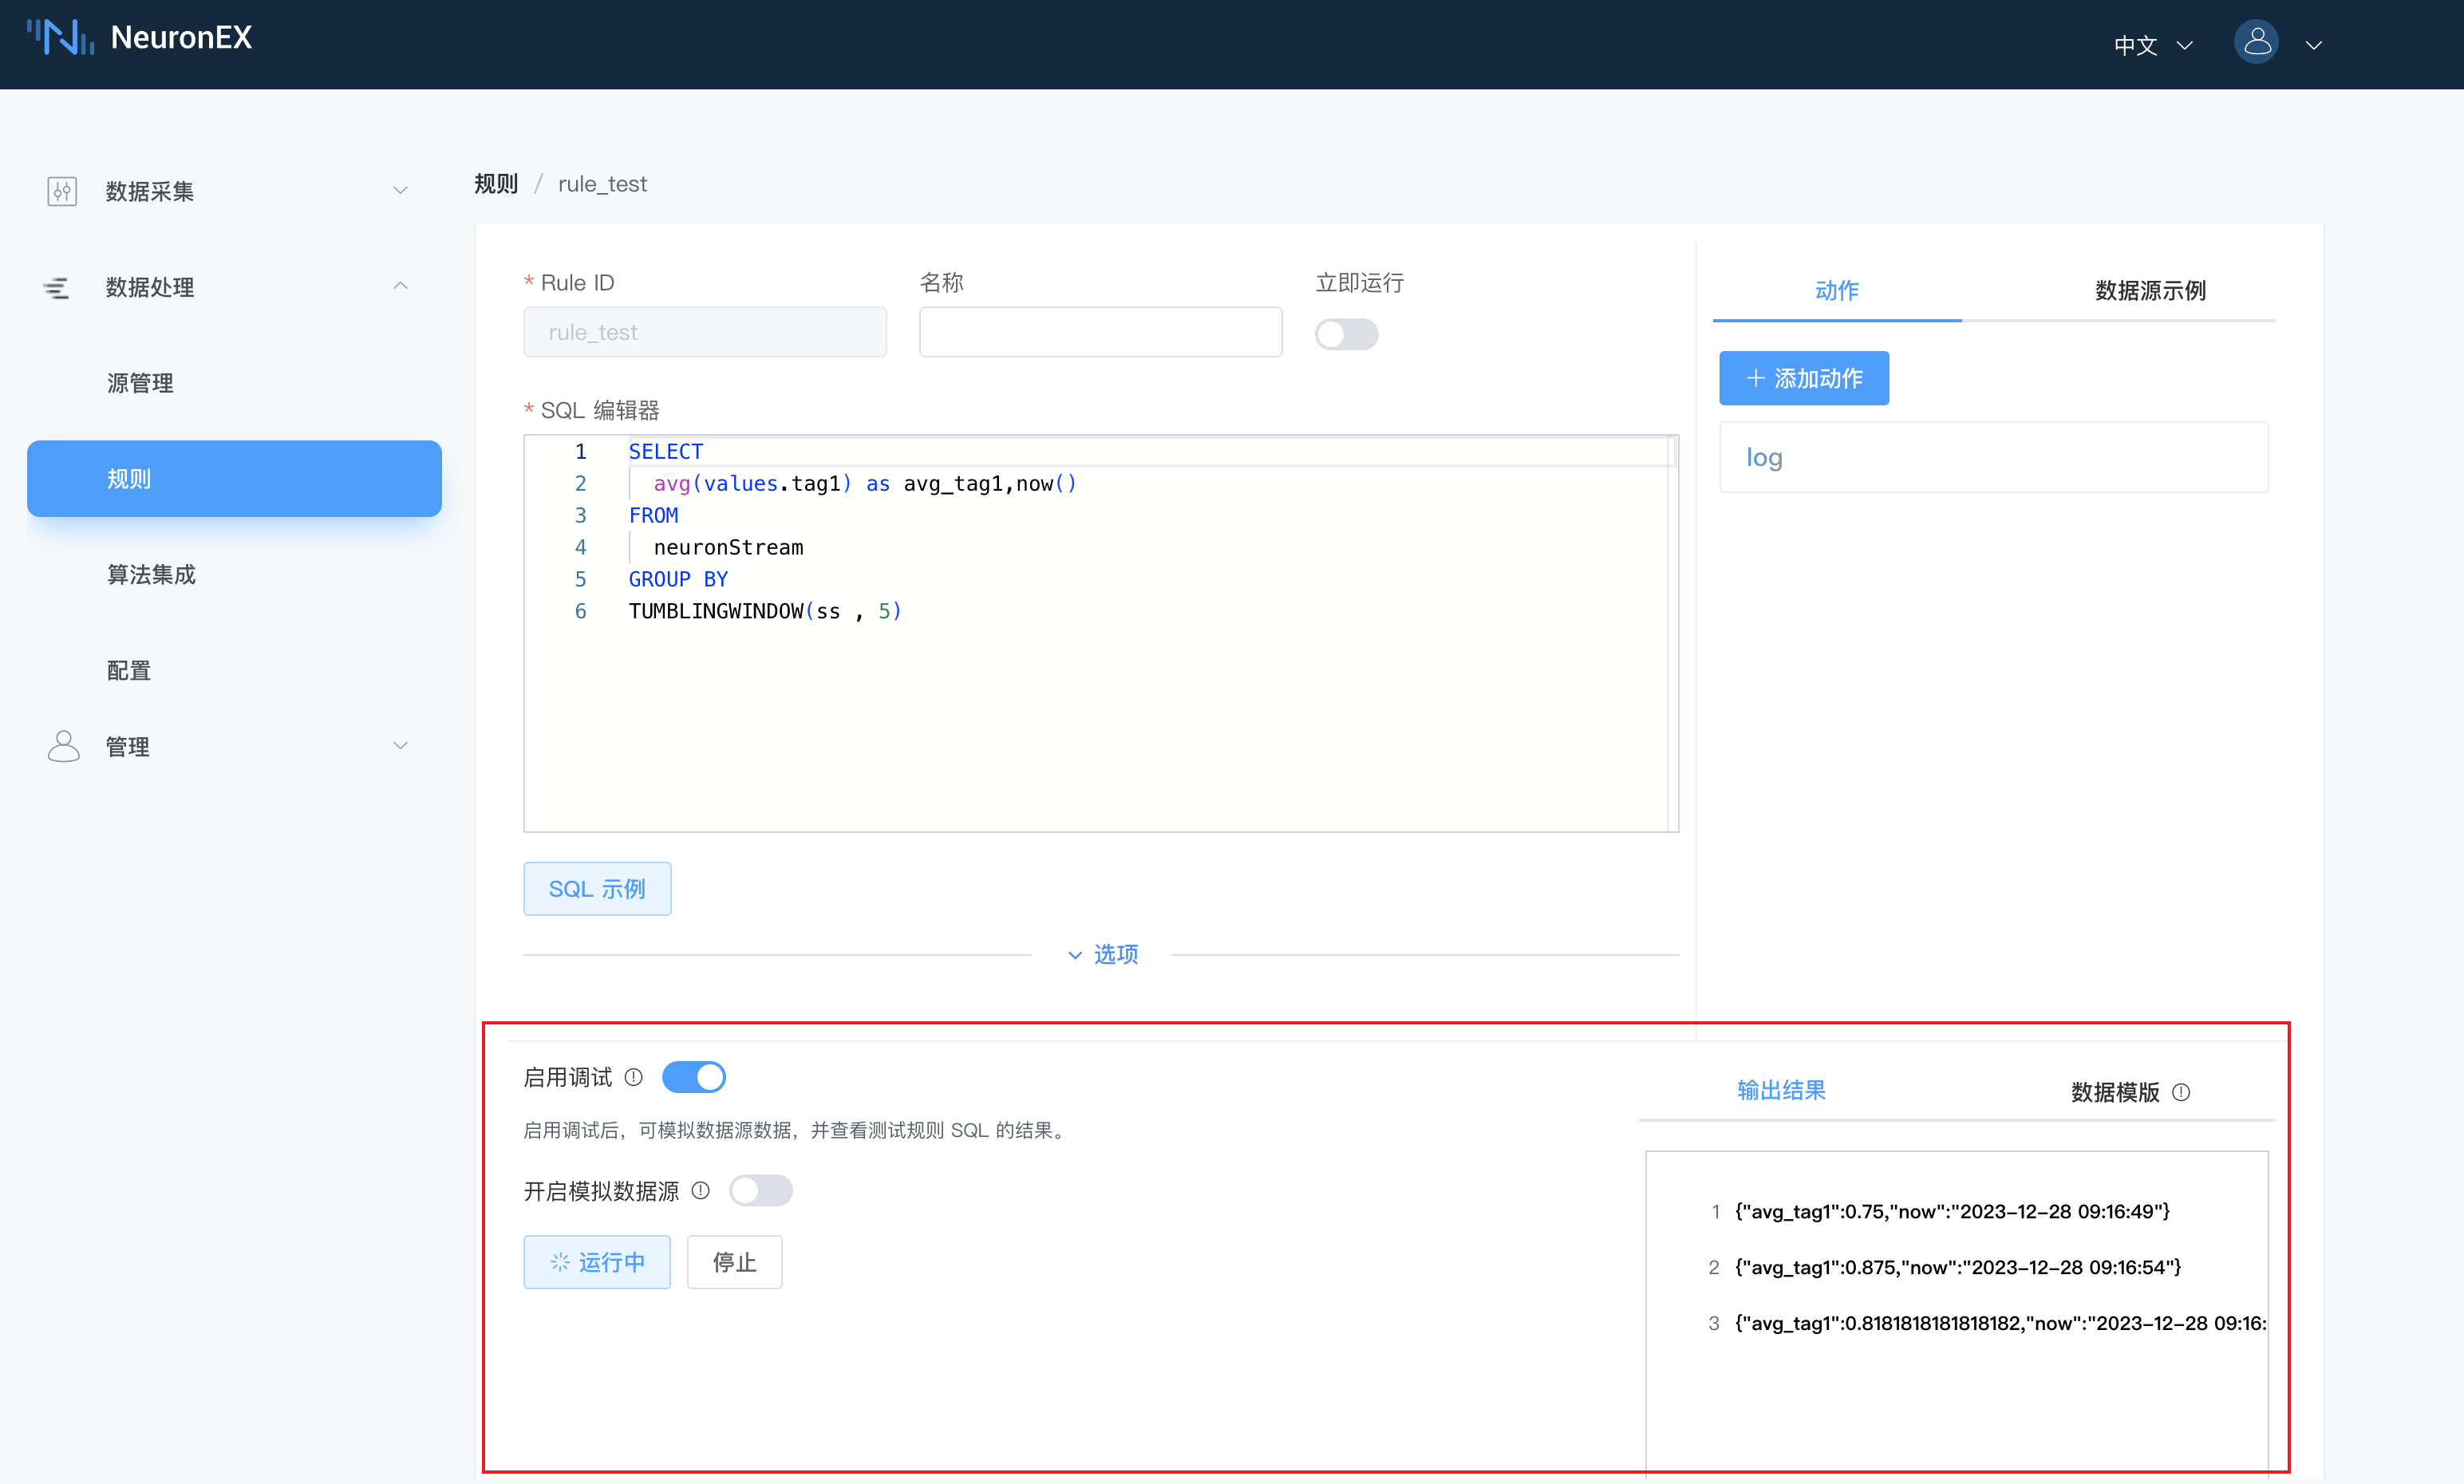 NeuronEX
中文
数据采集
数据处理
源管理
规则
算法集成
配置
管理
规则 / rule_test
* Rule ID
名称
立即运行
rule_test
* SQL 编辑器
1 SELECT
2 avg(values.tag1) as avg_tag1,now()
3 FROM
4 neuronStream
5 GROUP BY
6 TUMBLINGWINDOW(ss , 5)
SQL 示例
选项
动作
数据源示例
+ 添加动作
log
启用调试
启用调试后，可模拟数据源数据，并查看测试规则 SQL 的结果。
开启模拟数据源
运行中
停止
输出结果
数据模版
1 {"avg_tag1":0.75,"now":"2023-12-28 09:16:49"}
2 {"avg_tag1":0.875,"now":"2023-12-28 09:16:54"}
3 {"avg_tag1":0.8181818181818182,"now":"2023-12-28 09:16: